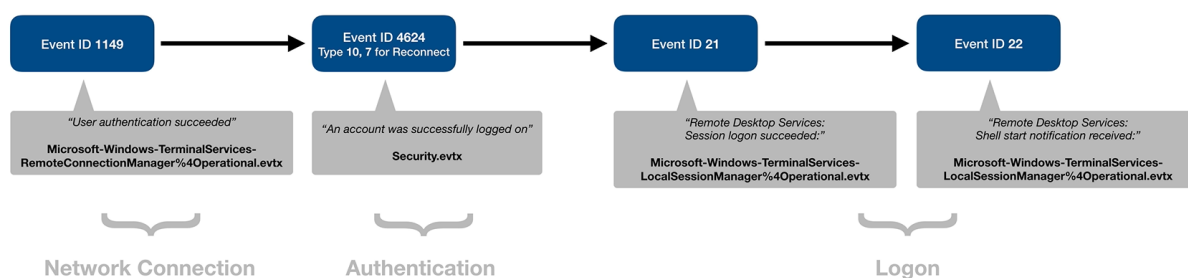 Event ID 1149
Event ID 4624
Type 10, 7 for Reconnect
Event ID 21
Event ID 22
“User authentication succeeded”
Microsoft-Windows-TerminalServices-
RemoteConnectionManager%4Operational.evtx
“An account was successfully logged on”
Security.evtx
“Remote Desktop Services:
Session logon succeeded:”
Microsoft-Windows-TerminalServices-
LocalSessionManager%4Operational.evtx
“Remote Desktop Services:
Shell start notification received:”
Microsoft-Windows-TerminalServices-
LocalSessionManager%4Operational.evtx
Network Connection
Authentication
Logon